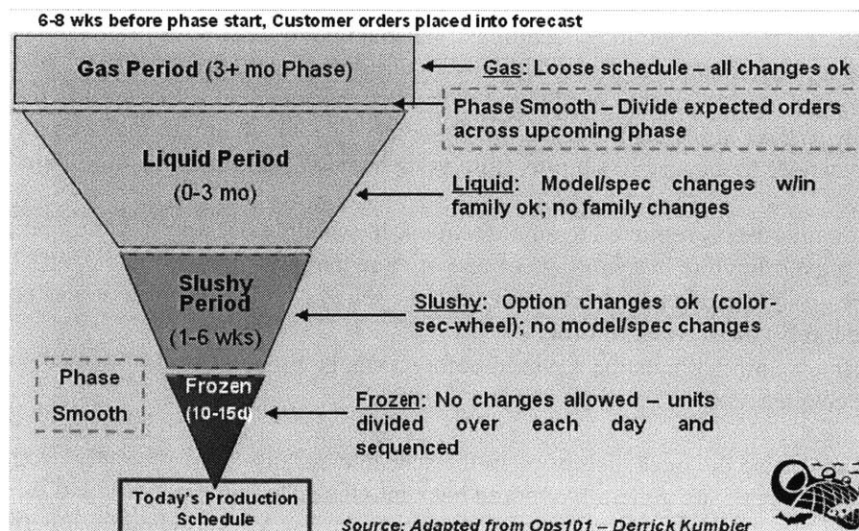 6-8 wks before phase start, Customer orders placed into forecast
Gas Period (3+ mo Phase)
Gas: Loose schedule – all changes ok
Phase Smooth – Divide expected orders
across upcoming phase
Liquid Period
(0-3 mo)
Liquid: Model/spec changes w/in
family ok; no family changes
Slushy
Period
(1-6 wks)
Slushy: Option changes ok (color-
sec-wheel); no model/spec changes
Phase
Smooth
Frozen
(10-15d)
Frozen: No changes allowed – units
divided over each day and
sequenced
Today's Production
Schedule
Source: Adapted from Ops101 – Derrick Kumbler